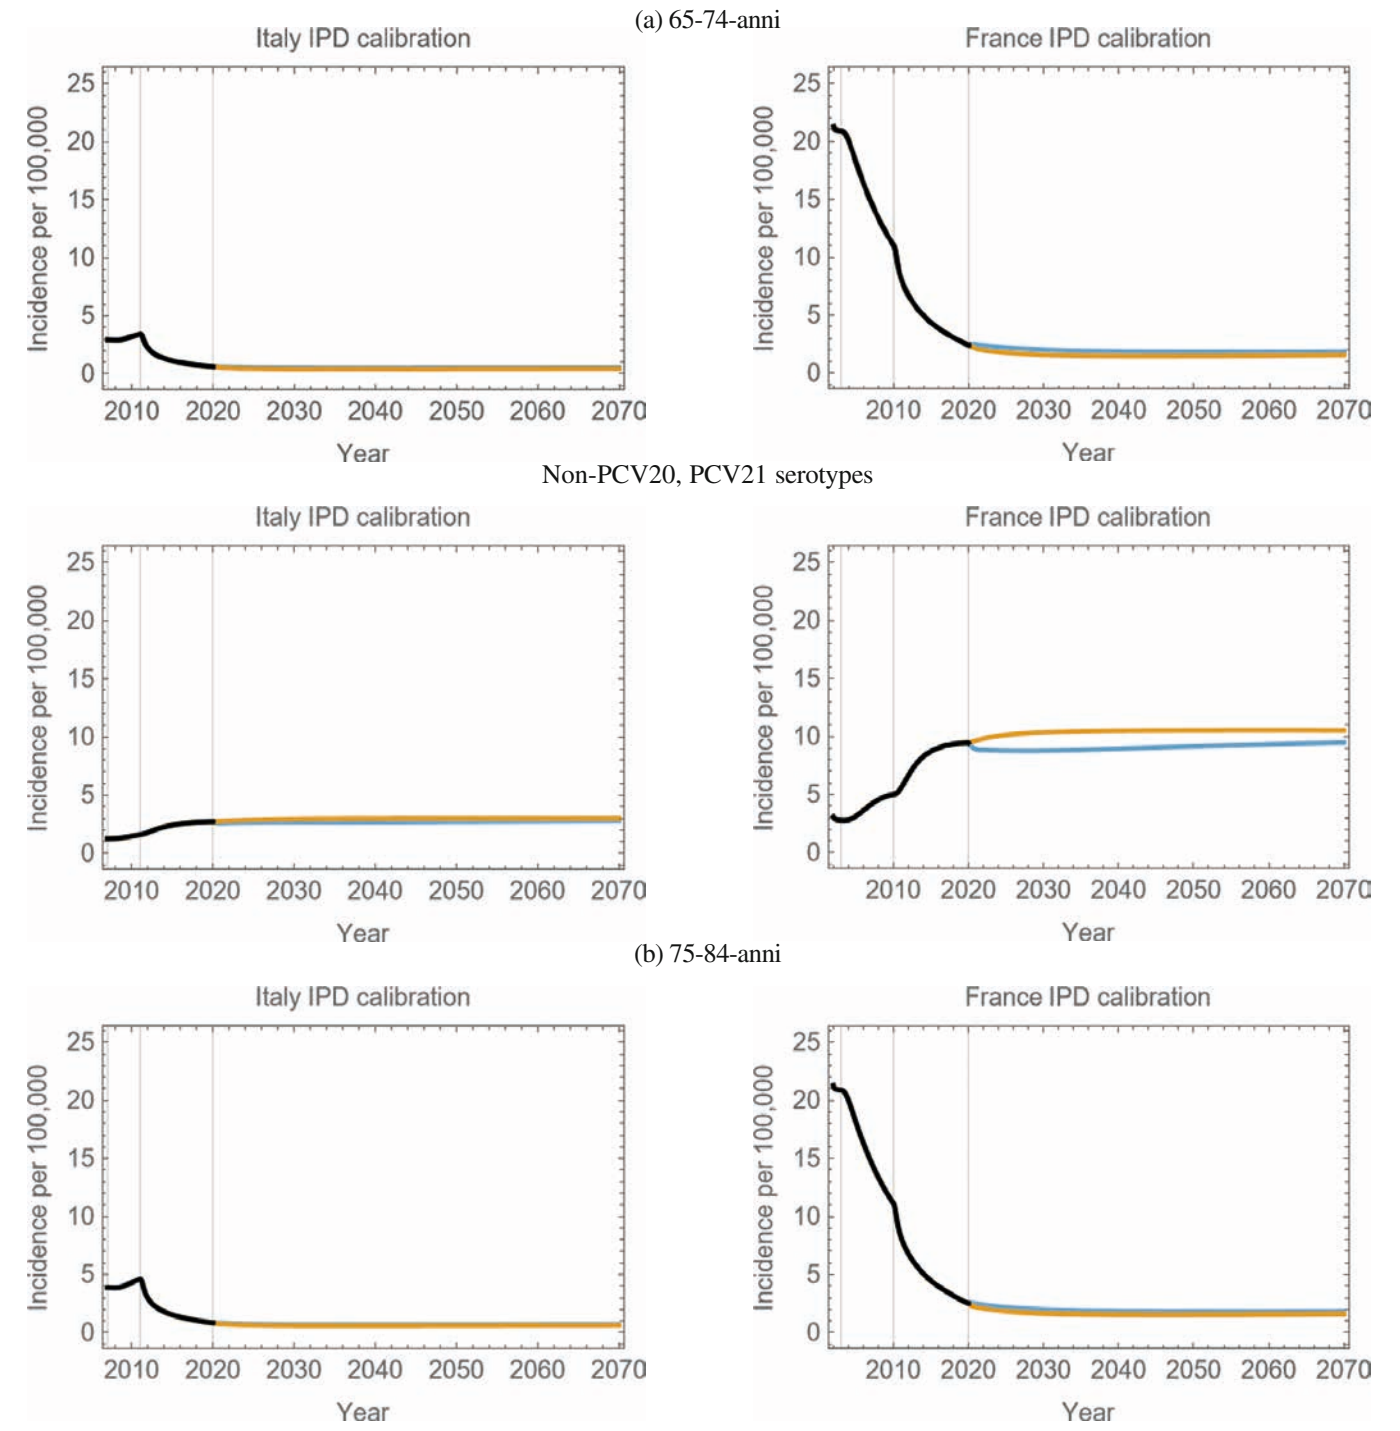 (a) 65-74-anni
Italy IPD calibration
25
20
15
10
5
0
Incidence per 100,000
2010 2020 2030 2040 2050 2060 2070
Year
France IPD calibration
25
20
15
10
5
0
Incidence per 100,000
2010 2020 2030 2040 2050 2060 2070
Year
Non-PCV20, PCV21 serotypes
Italy IPD calibration
25
20
15
10
5
0
Incidence per 100,000
2010 2020 2030 2040 2050 2060 2070
Year
France IPD calibration
25
20
15
10
5
0
Incidence per 100,000
2010 2020 2030 2040 2050 2060 2070
Year
(b) 75-84-anni
Italy IPD calibration
25
20
15
10
5
0
Incidence per 100,000
2010 2020 2030 2040 2050 2060 2070
Year
France IPD calibration
25
20
15
10
5
0
Incidence per 100,000
2010 2020 2030 2040 2050 2060 2070
Year